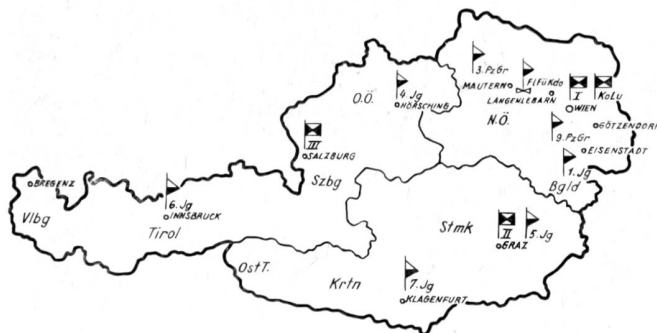 3. PzGr
FlFüKdo
I
KoLu
MAUTERN
LANGENLEBARN
WIEN
4. Jg
HÖRSCHING
O.Ö.
N.Ö.
GÖTZENDORF
9. PzGr
EISENSTADT
III
SALZBURG
1. Jg
Bgld
Szbg
BREGENZ
6. Jg
INNSBRUCK
Vlbg
Tirol
Stmk
II
5. Jg
GRAZ
Ost T.
Krtn
7. Jg
KLAGENFURT